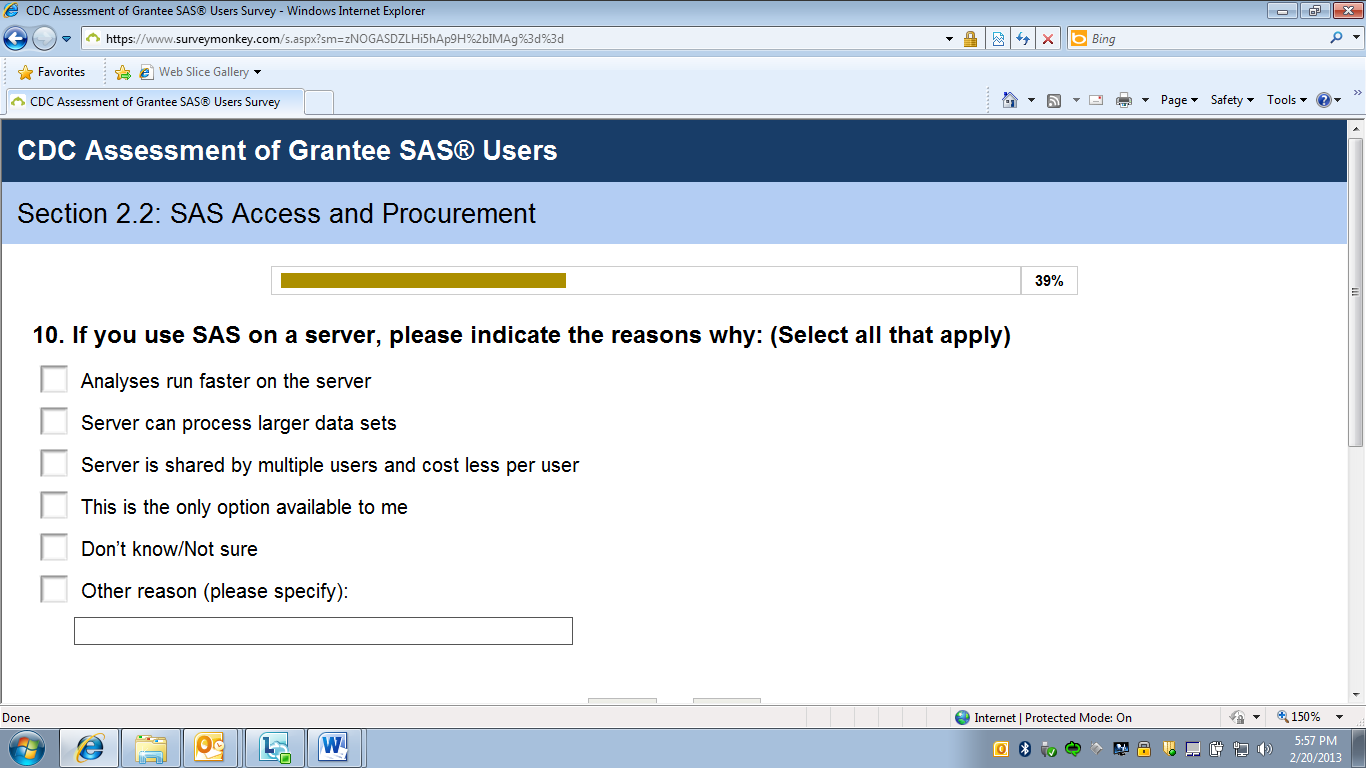 CDC Assessment of Grantee SAS® Users Survey - Windows Internet Explorer
https://www.surveymonkey.com/s.aspx?sm=zNOGASDZLHi5hAp9H%2bIMAg%3d%3d
Bing
Favorites
Web Slice Gallery
CDC Assessment of Grantee SAS® Users Survey
Page
Safety
Tools
CDC Assessment of Grantee SAS® Users
Section 2.2: SAS Access and Procurement
39%
10. If you use SAS on a server, please indicate the reasons why: (Select all that apply)
Analyses run faster on the server
Server can process larger data sets
Server is shared by multiple users and cost less per user
This is the only option available to me
Don’t know/Not sure
Other reason (please specify):
Done
Internet | Protected Mode: On
150%
5:57 PM
2/20/2013